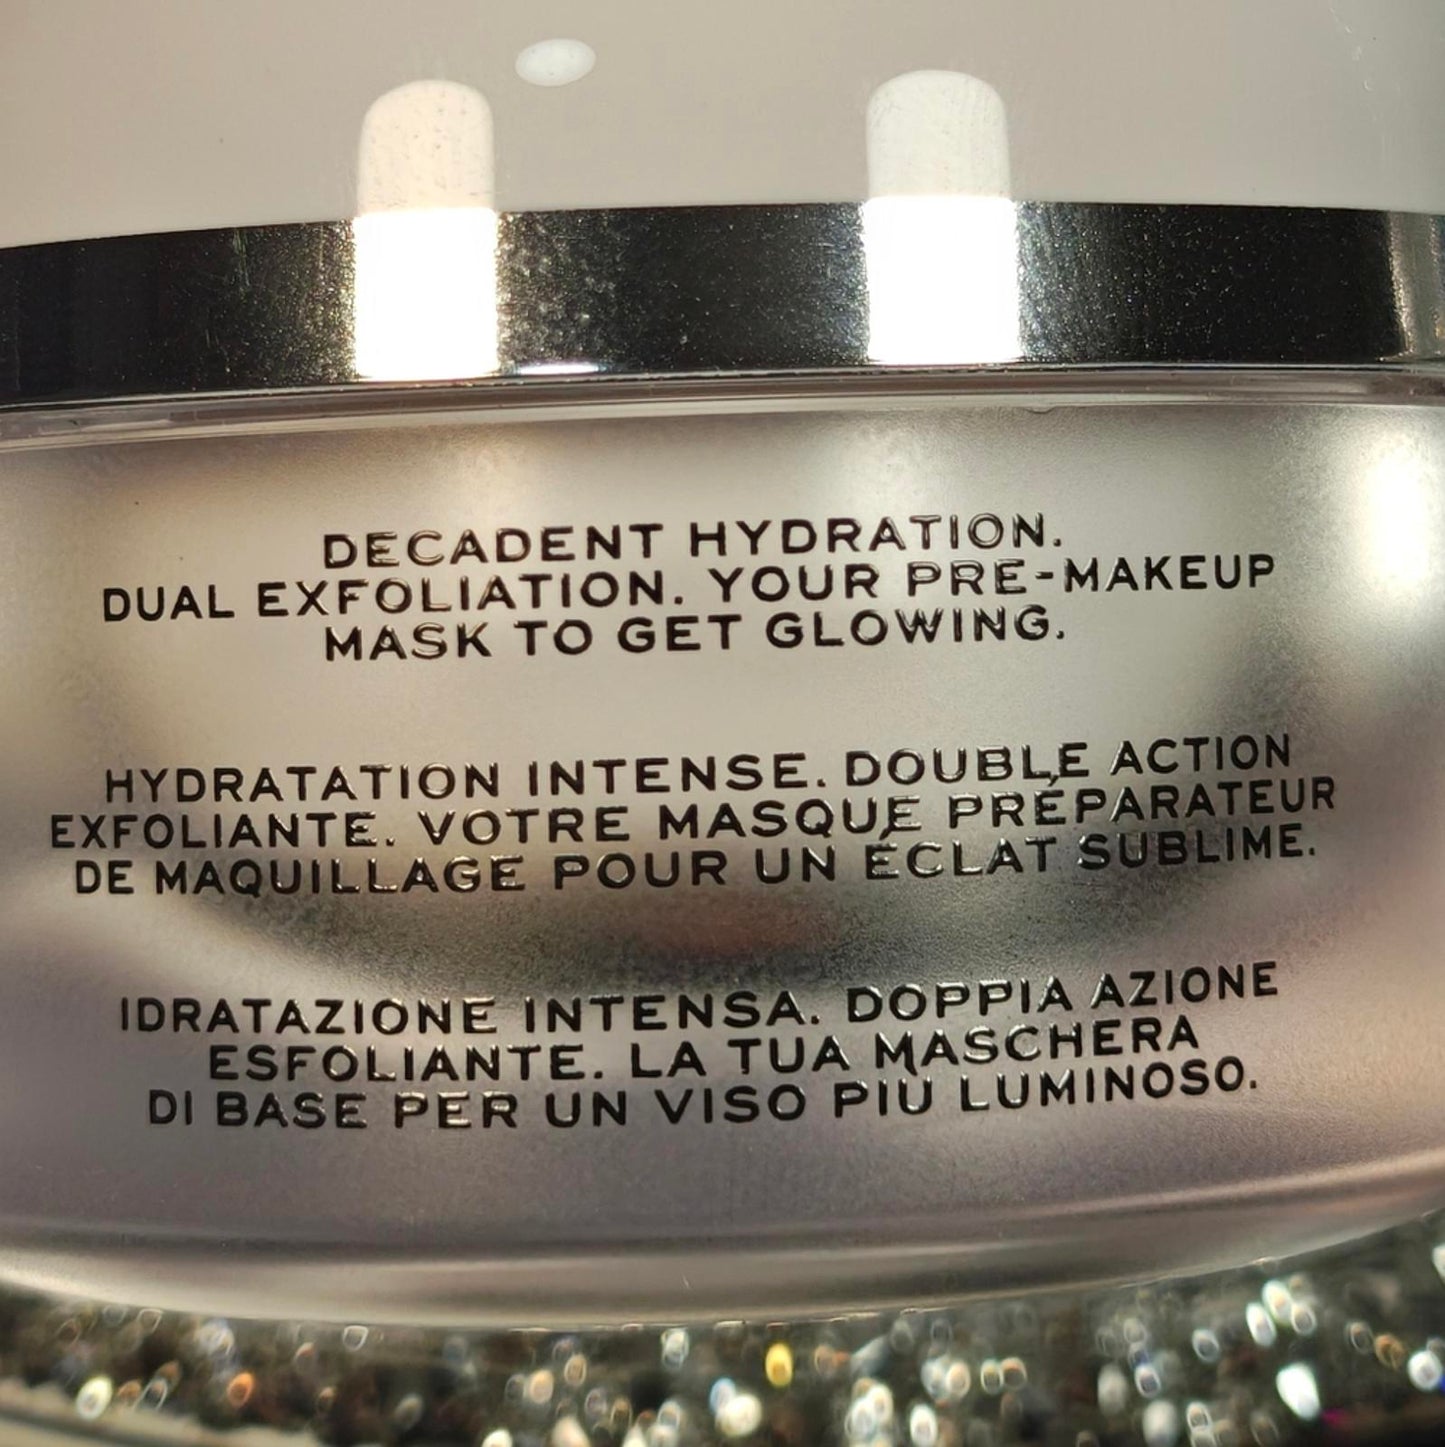 DECADENT HYDRATION.
DUAL EXFOLIATION. YOUR PRE-MAKEUP
MASK TO GET GLOWING.
HYDRATATION INTENSE. DOUBLE ACTION
EXFOLIANTE. VOTRE MASQUE PRÉPARATEUR
DE MAQUILLAGE POUR UN ÉCLAT SUBLIME.
IDRATAZIONE INTENSA. DOPPIA AZIONE
ESFOLIANTE. LA TUA MASCHERA
DI BASE PER UN VISO PIÙ LUMINOSO.